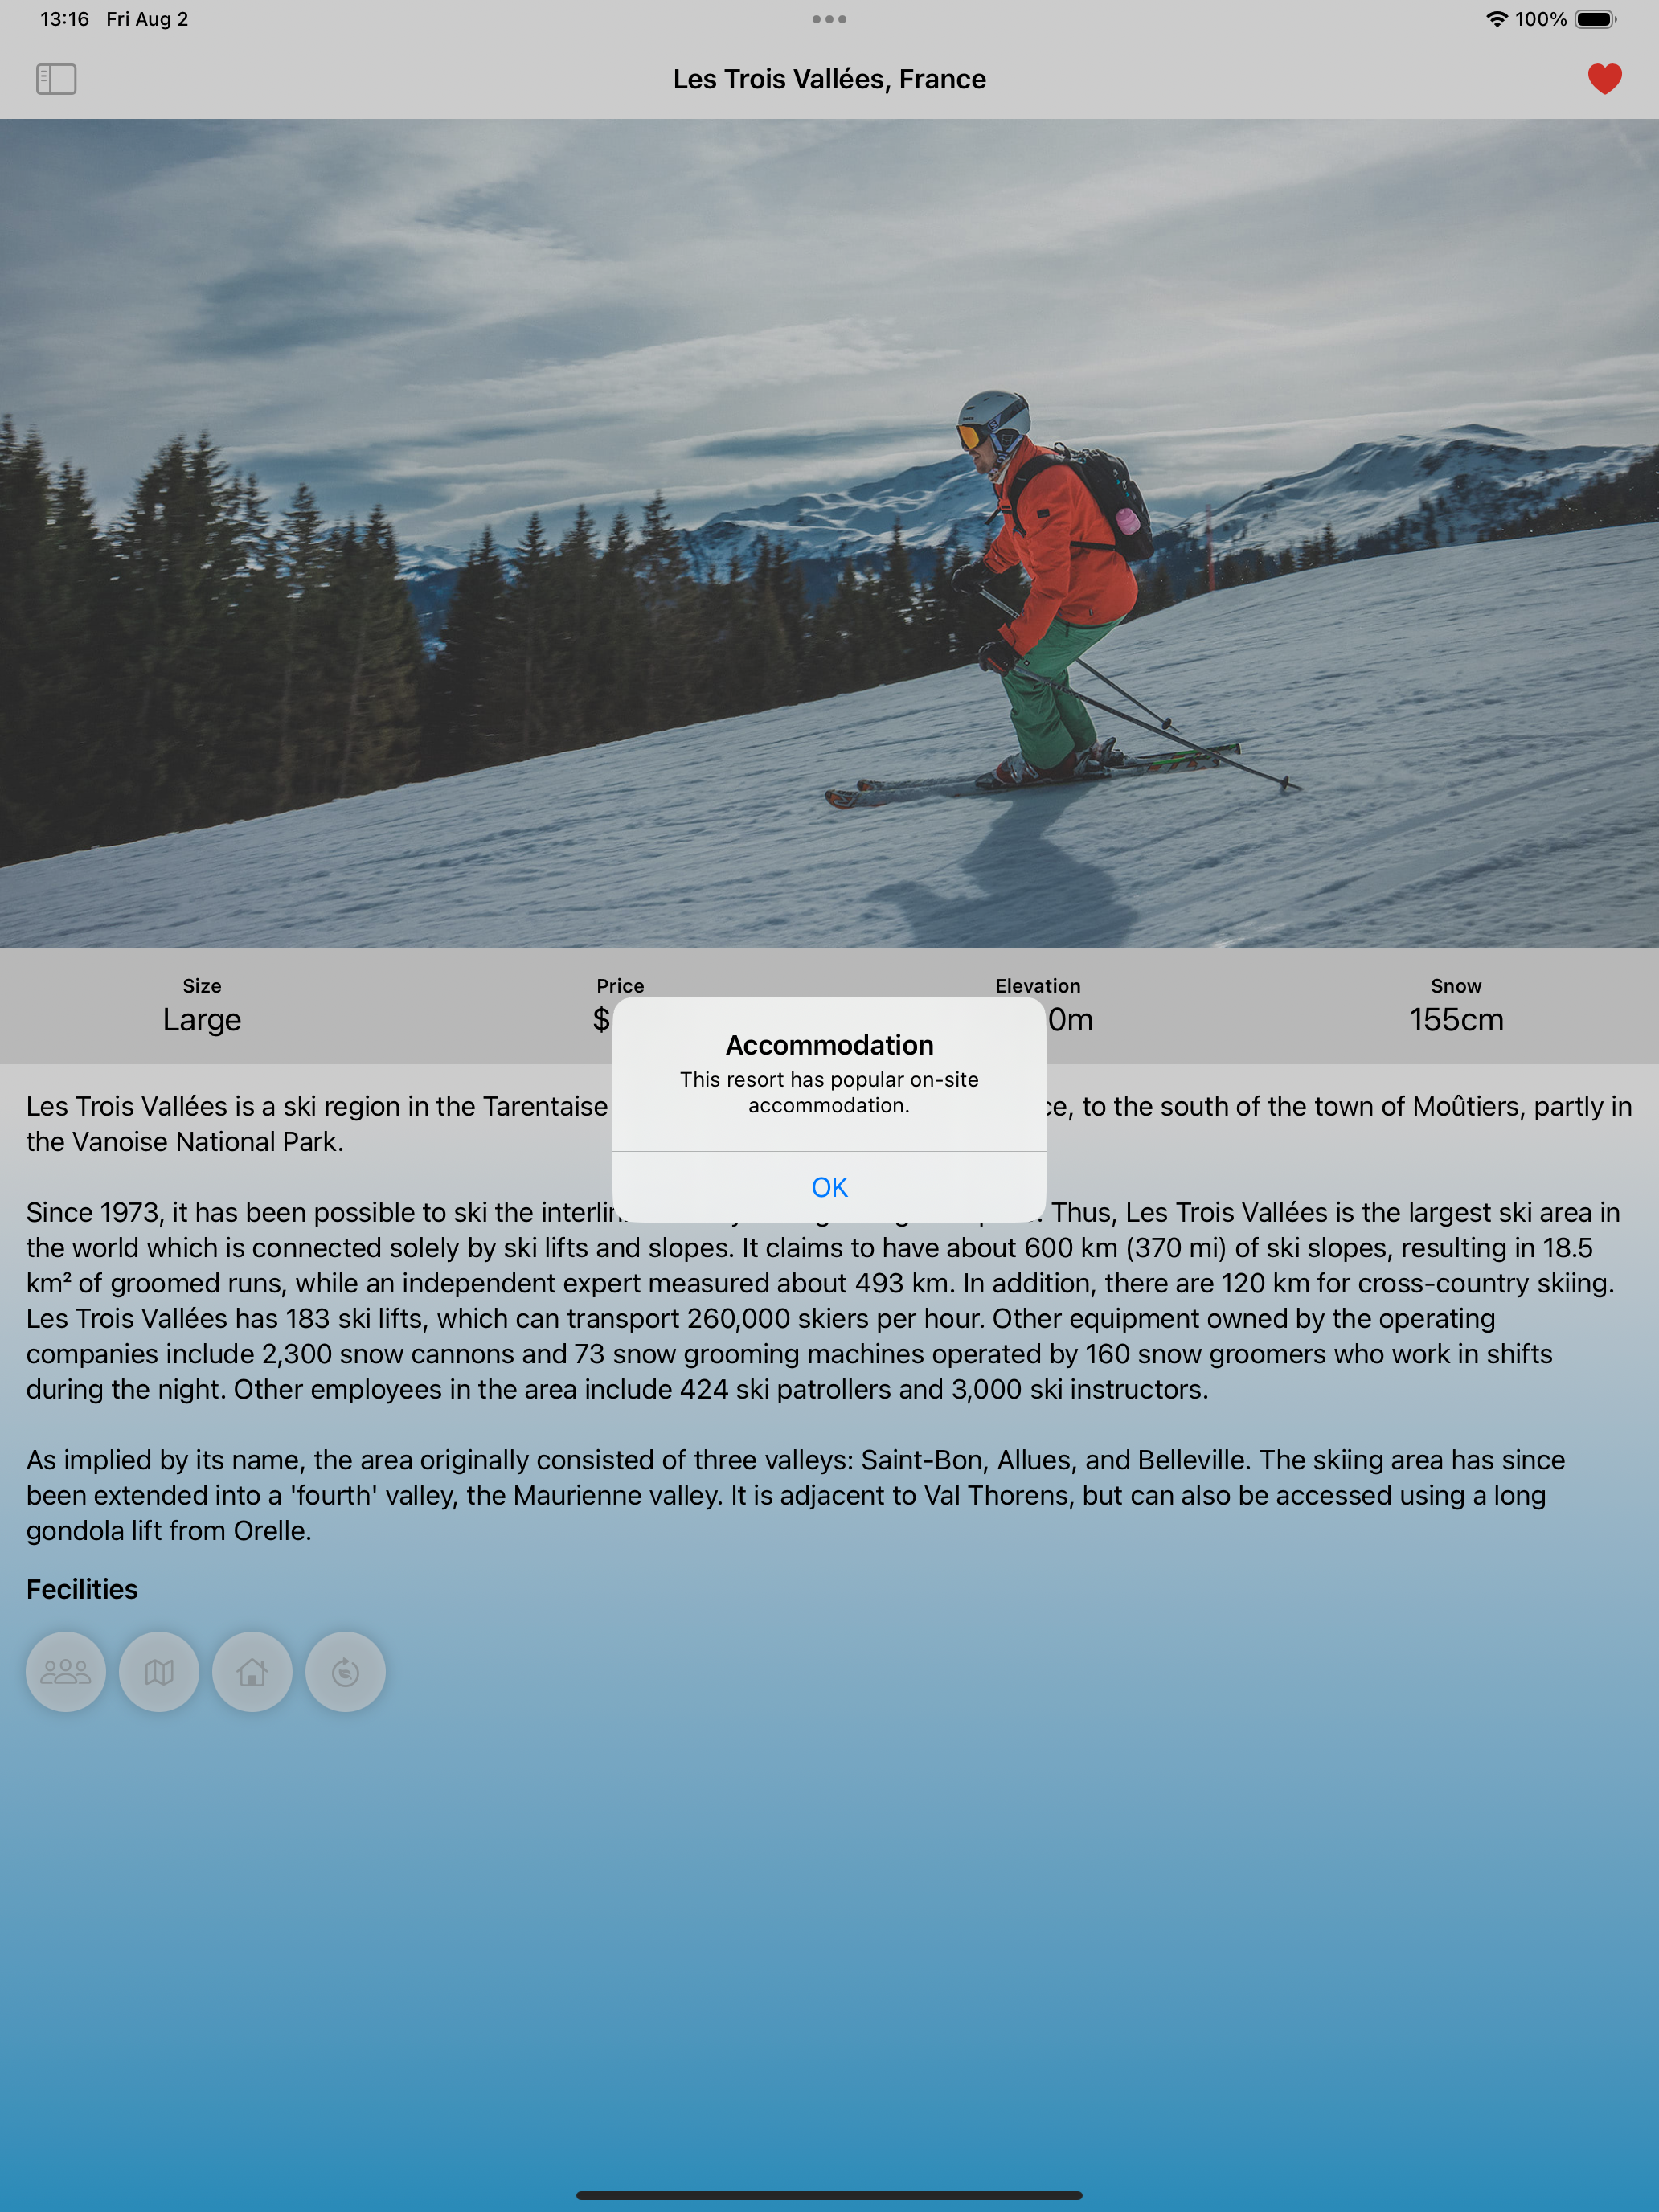 13:16 Fri Aug 2
100%
Les Trois Vallées, France
Size
Price
Elevation
Snow
Large
$
0m
155cm
Accommodation
This resort has popular on-site
accommodation.
OK
Les Trois Vallées is a ski region in the Tarentaise ce, to the south of the town of Moûtiers, partly in
the Vanoise National Park.
Since 1973, it has been possible to ski the Thus, Les Trois Vallées is the largest ski area in
the world which is connected solely by ski lifts and slopes. It claims to have about 600 km (370 mi) of ski slopes, resulting in 18.5
km² of groomed runs, while an independent expert measured about 493 km. In addition, there are 120 km for cross-country skiing.
Les Trois Vallées has 183 ski lifts, which can transport 260,000 skiers per hour. Other equipment owned by the operating
companies include 2,300 snow cannons and 73 snow grooming machines operated by 160 snow groomers who work in shifts
during the night. Other employees in the area include 424 ski patrollers and 3,000 ski instructors.
As implied by its name, the area originally consisted of three valleys: Saint-Bon, Allues, and Belleville. The skiing area has since
been extended into a 'fourth' valley, the Maurienne valley. It is adjacent to Val Thorens, but can also be accessed using a long
gondola lift from Orelle.
Fecilities